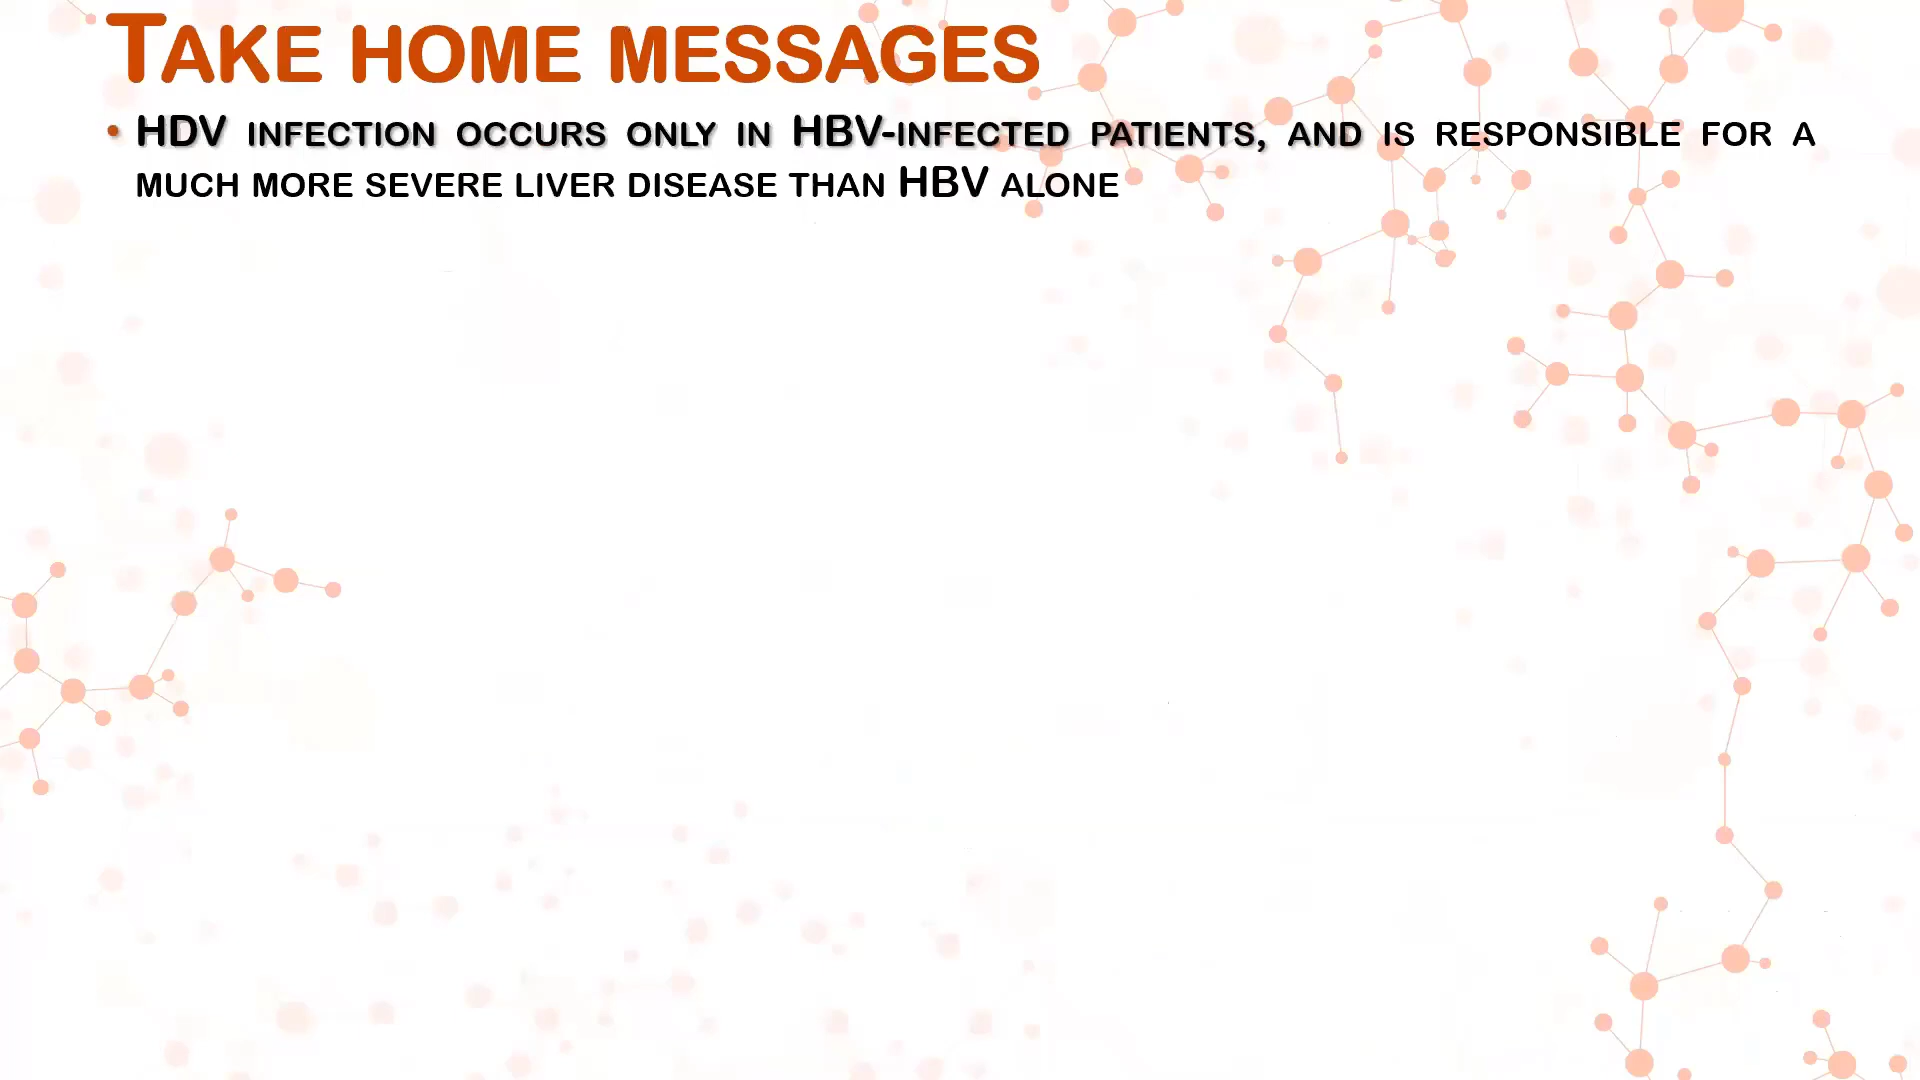 TAKE HOME MESSAGES
• HDV INFECTION OCCURS ONLY IN HBV-INFECTED PATIENTS, AND IS RESPONSIBLE FOR A
MUCH MORE SEVERE LIVER DISEASE THAN HBV ALONE